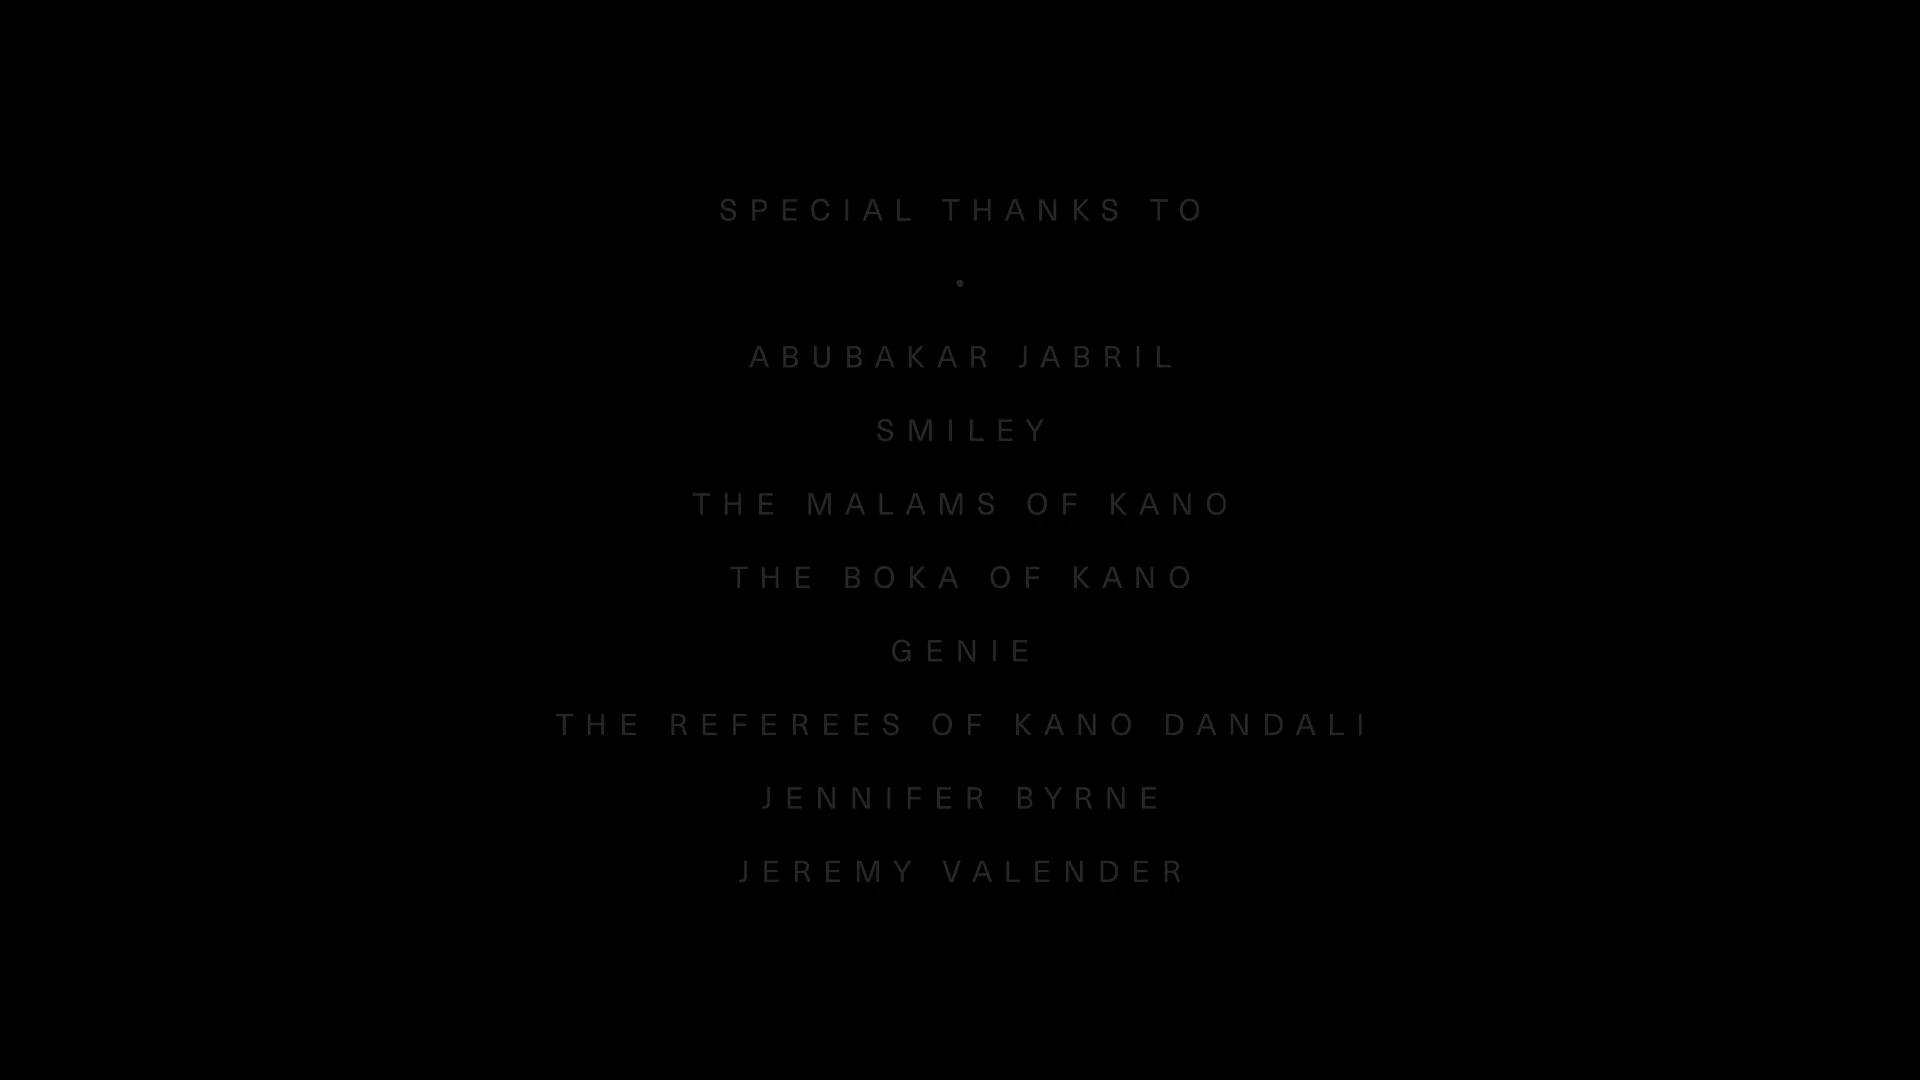 SPECIAL THANKS TO
•
ABUBAKAR JABRIL
SMILEY
THE MALAMS OF KANO
THE BOKA OF KANO
GENIE
THE REFEREES OF KANO DANDALI
JENNIFER BYRNE
JEREMY VALENDER